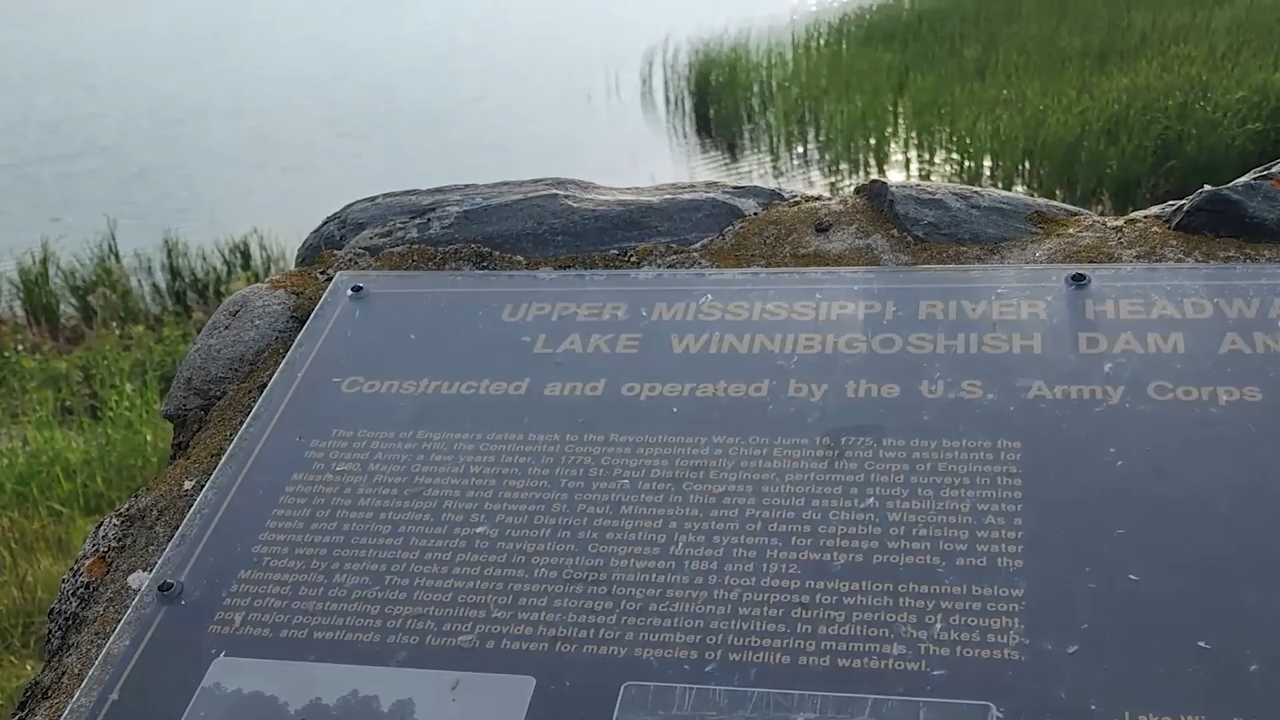 UPPER MISSISSIPPI RIVER HEADWA
LAKE WINNIBIGOSHISH DAM AN
Constructed and operated by the U.S. Army Corps
The Corps of Engineers dates back to the Revolutionary War. On June 16, 1775, the day before the
Battle of Bunker Hill, the Continental Congress appointed a Chief Engineer and two assistants for
the Grand Army; a few years later, in 1779, Congress formally established the Corps of Engineers.
In 1860, Major General Warren, the first St. Paul District Engineer, performed field surveys in the
Mississippi River Headwaters region. Ten years later, Congress authorized a study to determine
whether a series of dams and reservoirs constructed in this area could assist in stabilizing water
flow in the Mississippi River between St. Paul, Minnesota, and Prairie du Chien, Wisconsin. As a
result of these studies, the St. Paul District designed a system of dams capable of raising water
levels and storing annual spring runoff in six existing lake systems, for release when low water
downstream caused hazards to navigation. Congress funded the Headwaters projects, and the
dams were constructed and placed in operation between 1884 and 1912.
Today, by a series of locks and dams, the Corps maintains a 9-foot deep navigation channel below
Minneapolis, Minn. The Headwaters reservoirs no longer serve the purpose for which they were con-
structed, but do provide flood control and storage for additional water during periods of drought,
and offer outstanding opportunities for water-based recreation activities. In addition, the lakes sup-
port major populations of fish, and provide habitat for a number of furbearing mammals. The forests,
marshes, and wetlands also furnish a haven for many species of wildlife and waterfowl.
Lake